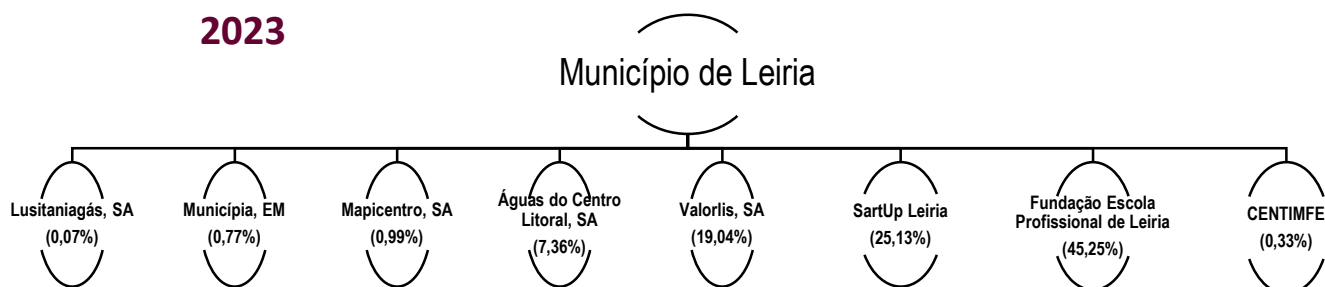 2023
Município de Leiria
Lusitaniagás, SA
(0,07%)
Municípia, EM
(0,77%)
Mapicentro, SA
(0,99%)
Águas do Centro
Litoral, SA
(7,36%)
Valorlis, SA
(19,04%)
SartUp Leiria
(25,13%)
Fundação Escola
Profissional de Leiria
(45,25%)
CENTIMFE
(0,33%)